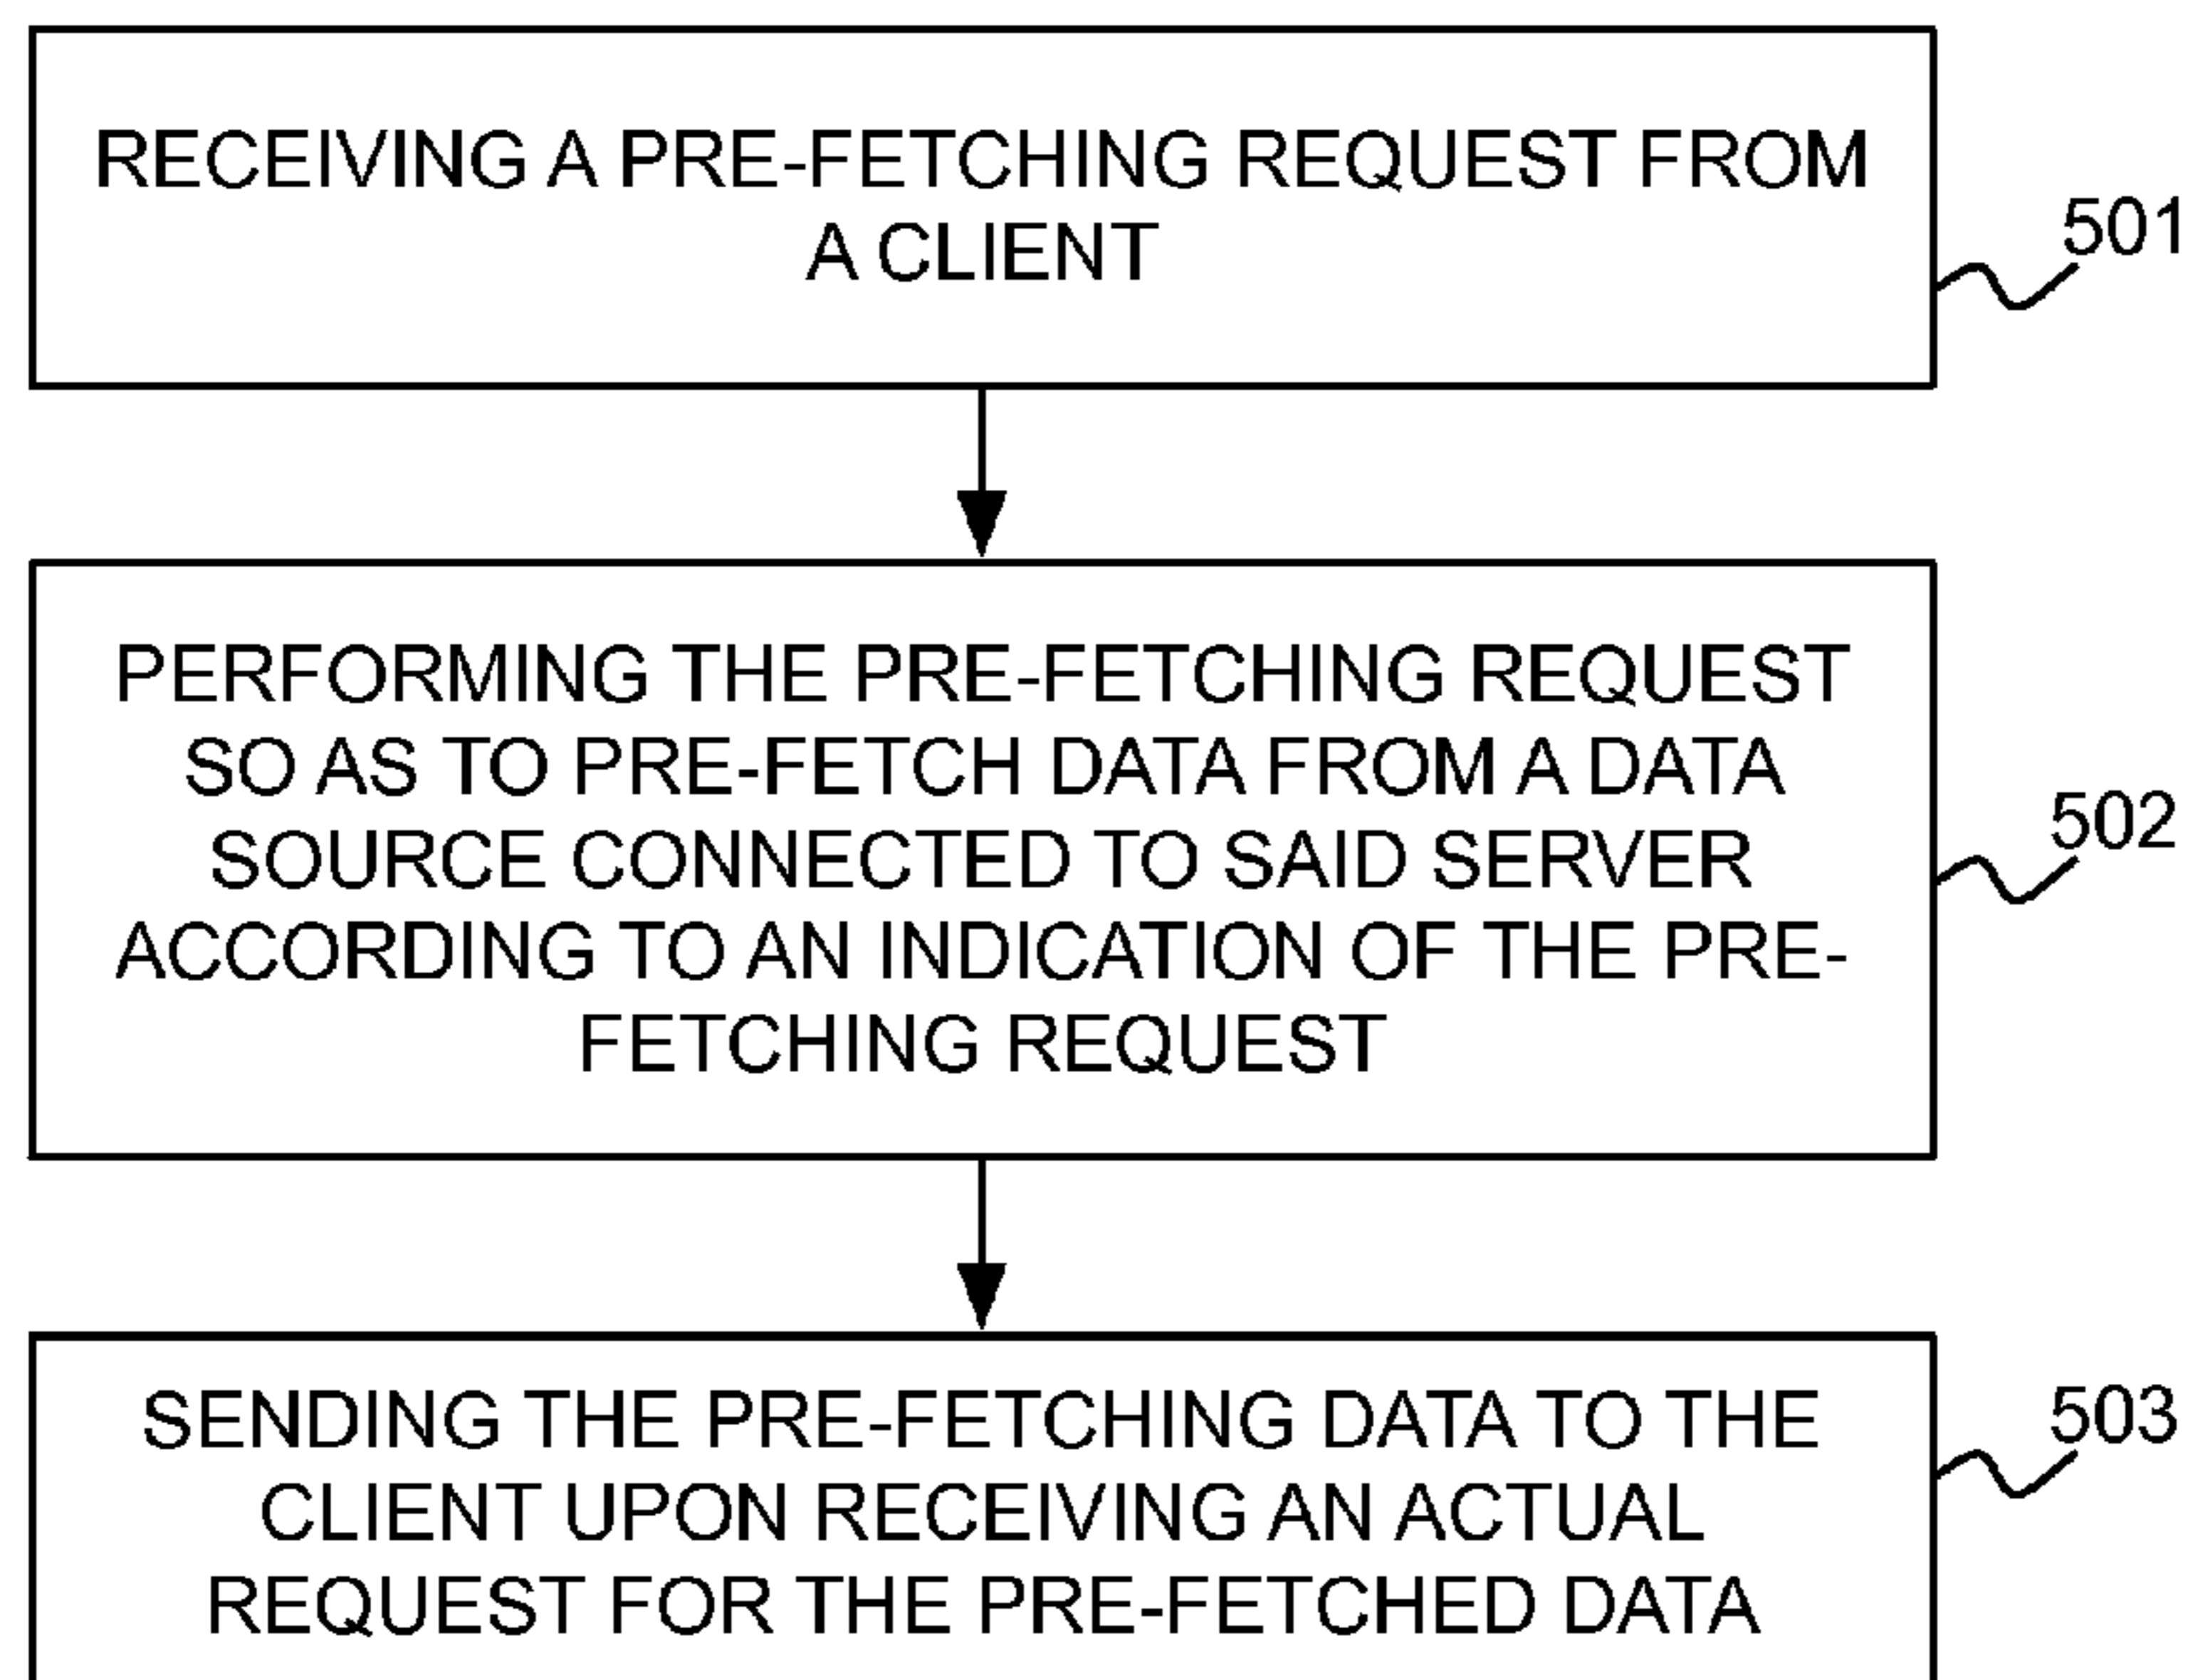 RECEIVING A PRE-FETCHING REQUEST FROM
A CLIENT
501
PERFORMING THE PRE-FETCHING REQUEST
SO AS TO PRE-FETCH DATA FROM A DATA
SOURCE CONNECTED TO SAID SERVER
ACCORDING TO AN INDICATION OF THE PRE-
FETCHING REQUEST
502
SENDING THE PRE-FETCHING DATA TO THE
CLIENT UPON RECEIVING AN ACTUAL
REQUEST FOR THE PRE-FETCHED DATA
503